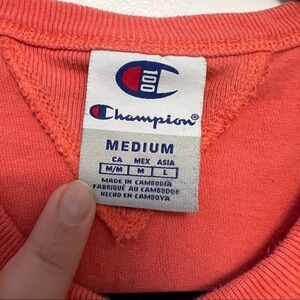 100
Champion®
MEDIUM
CA MEX ASIA
M/M M L
MADE IN CAMBODIA
FABRIQUÉ AU CAMBODGE
HECHO EN CAMBOYA